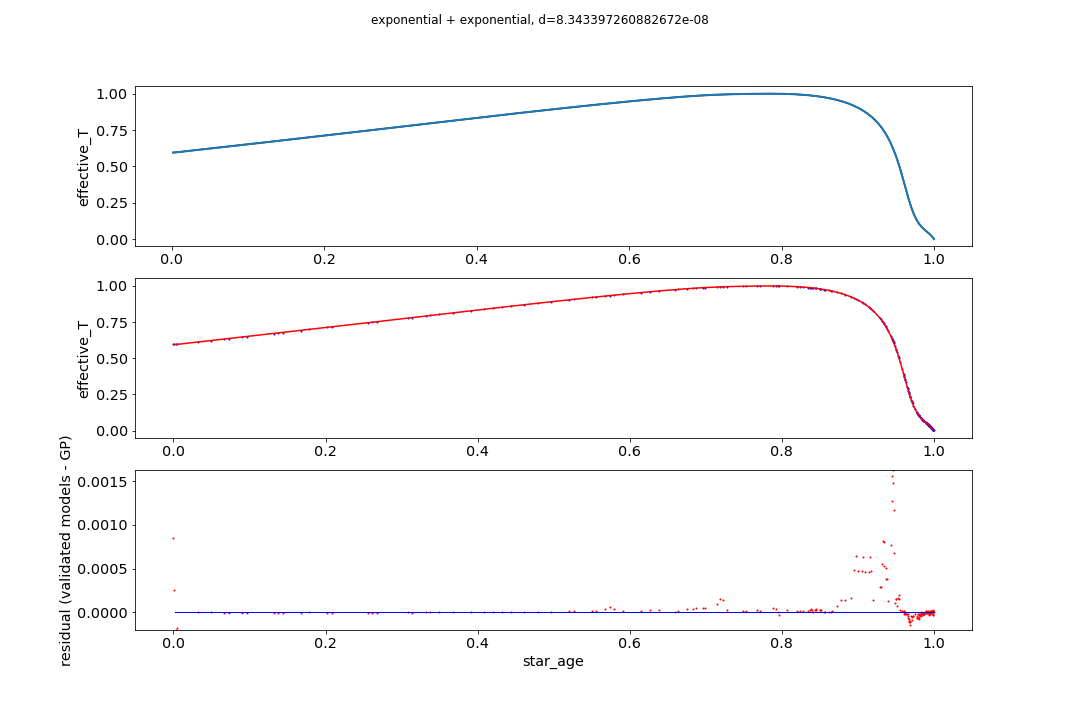 exponential + exponential, d=8.343397260882672e-08
effective_T
1.00
0.75
0.50
0.25
0.00
0.0 0.2 0.4 0.6 0.8 1.0
effective_T
1.00
0.75
0.50
0.25
0.00
0.0 0.2 0.4 0.6 0.8 1.0
residual (validated models - GP)
0.0015
0.0010
0.0005
0.0000
0.0 0.2 0.4 0.6 0.8 1.0
star_age